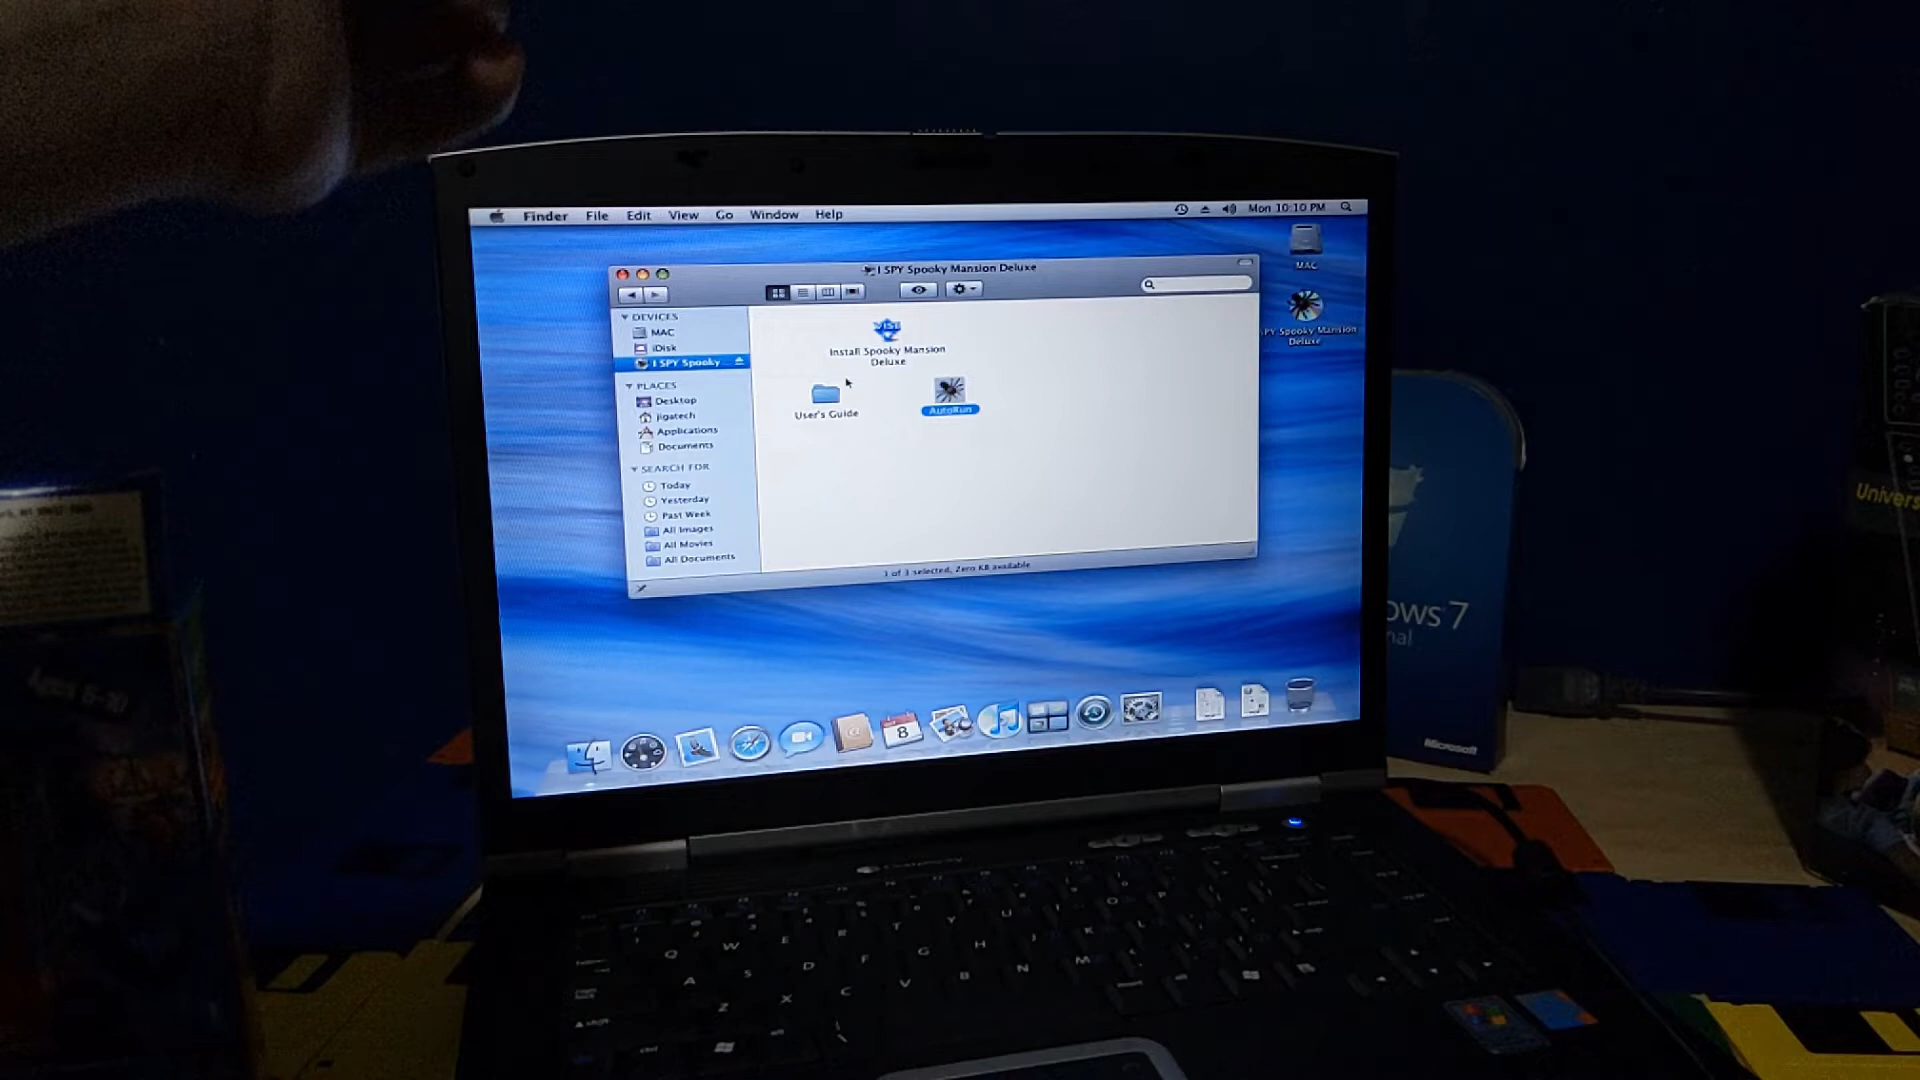 Finder File Edit View Go Window Help
Mon 10:10 PM
I SPY Spooky Mansion Deluxe
MAC
SPY Spooky Mansion
Deluxe
DEVICES
MAC
iDisk
I SPY Spooky
PLACES
Desktop
jigatech
Applications
Documents
SEARCH FOR
Today
Yesterday
Past Week
All Images
All Movies
All Documents
VISE
Install Spooky Mansion
Deluxe
User's Guide
AutoRun
1 of 3 selected, Zero KB available
8
Univers
ows 7
nal
Microsoft
Q W E R T Y U I O P
A S D F G H J K L
Z X C V B N M